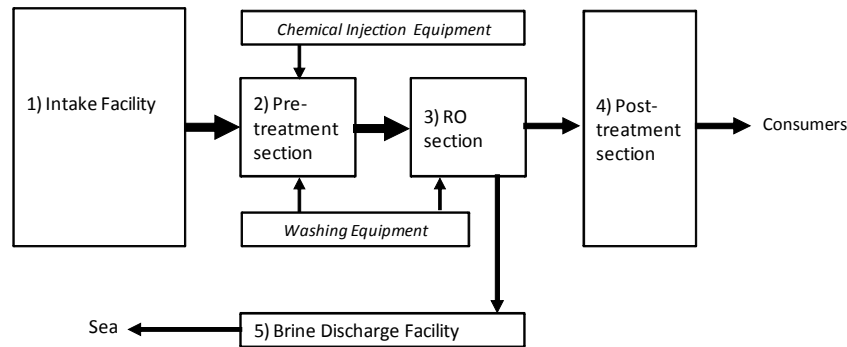 Chemical Injection Equipment
1) Intake Facility
2) Pre-
treatment
section
3) RO
section
4) Post-
treatment
section
Consumers
Washing Equipment
Sea
5) Brine Discharge Facility